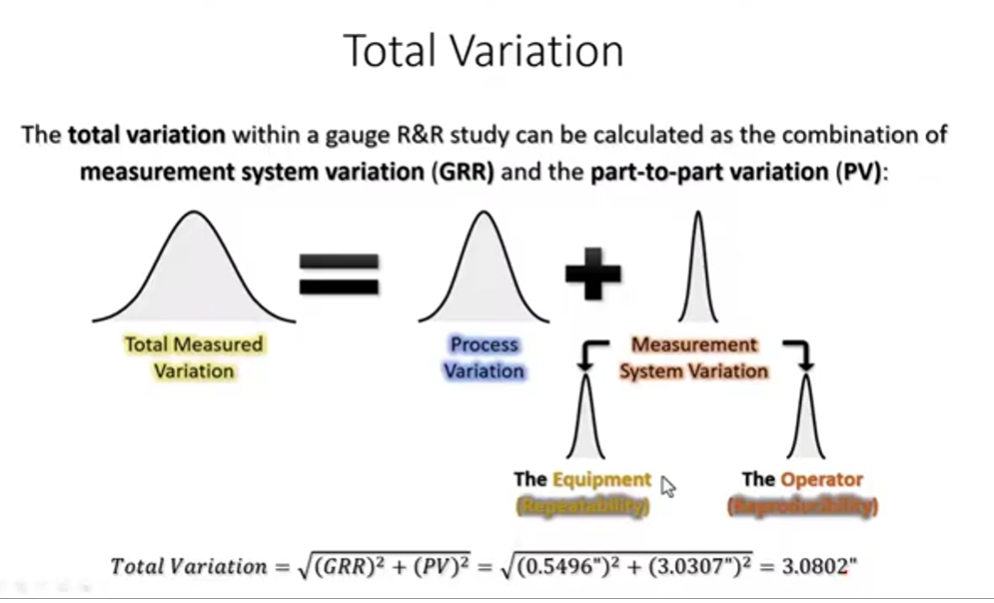 Total Variation
The total variation within a gauge R&R study can be calculated as the combination of
measurement system variation (GRR) and the part-to-part variation (PV):
Total Measured
Variation
Process
Variation
Measurement
System Variation
The Equipment
(Repeatability)
The Operator
(Reproducibility)
Total Variation = √(GRR)² + (PV)² = √(0.5496")² + (3.0307")² = 3.0802"